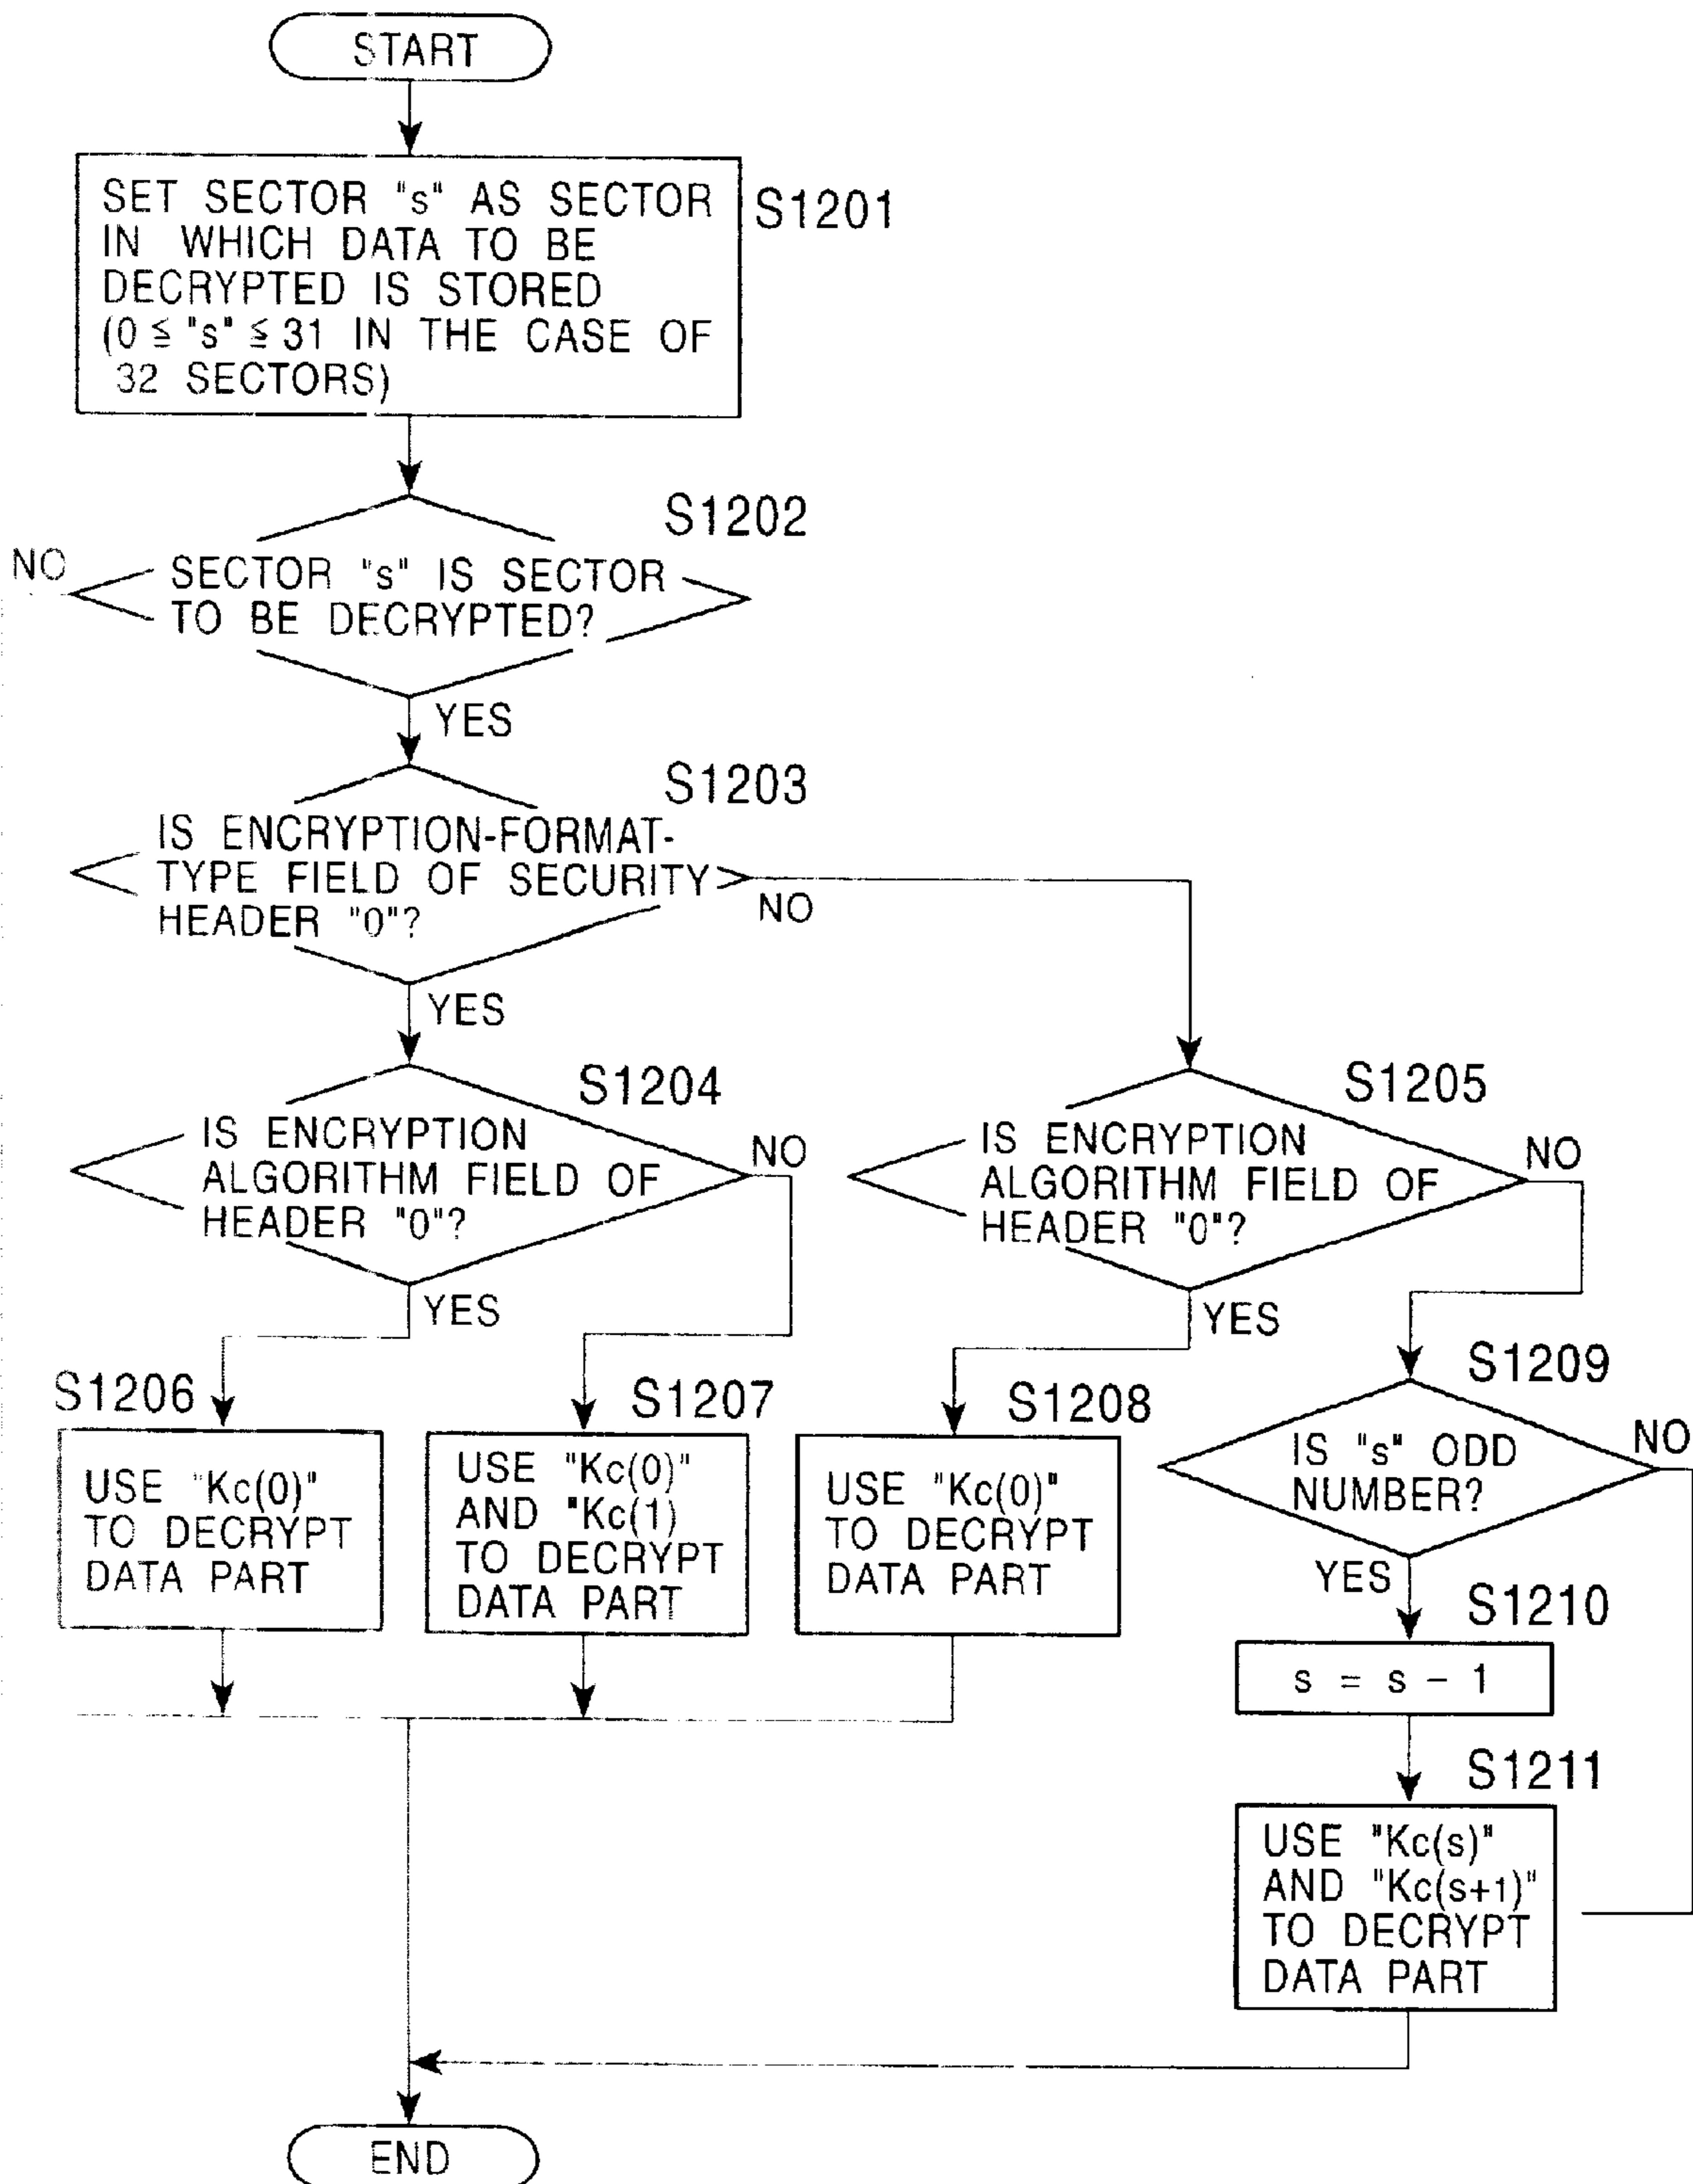 START
SET SECTOR "s" AS SECTOR
IN WHICH DATA TO BE
DECRYPTED IS STORED
(0 ≦ "s" ≦ 31 IN THE CASE OF
32 SECTORS)
S1201
S1202
NO
SECTOR "s" IS SECTOR
TO BE DECRYPTED?
YES
S1203
IS ENCRYPTION-FORMAT-
TYPE FIELD OF SECURITY
HEADER "0"?
NO
YES
S1204
IS ENCRYPTION
ALGORITHM FIELD OF
HEADER "0"?
NO
YES
S1205
IS ENCRYPTION
ALGORITHM FIELD OF
HEADER "0"?
NO
YES
S1206
USE "Kc(0)"
TO DECRYPT
DATA PART
S1207
USE "Kc(0)"
AND "Kc(1)
TO DECRYPT
DATA PART
S1208
USE "Kc(0)"
TO DECRYPT
DATA PART
S1209
IS "s" ODD
NUMBER?
NO
YES
S1210
s = s - 1
S1211
USE "Kc(s)"
AND "Kc(s+1)"
TO DECRYPT
DATA PART
END